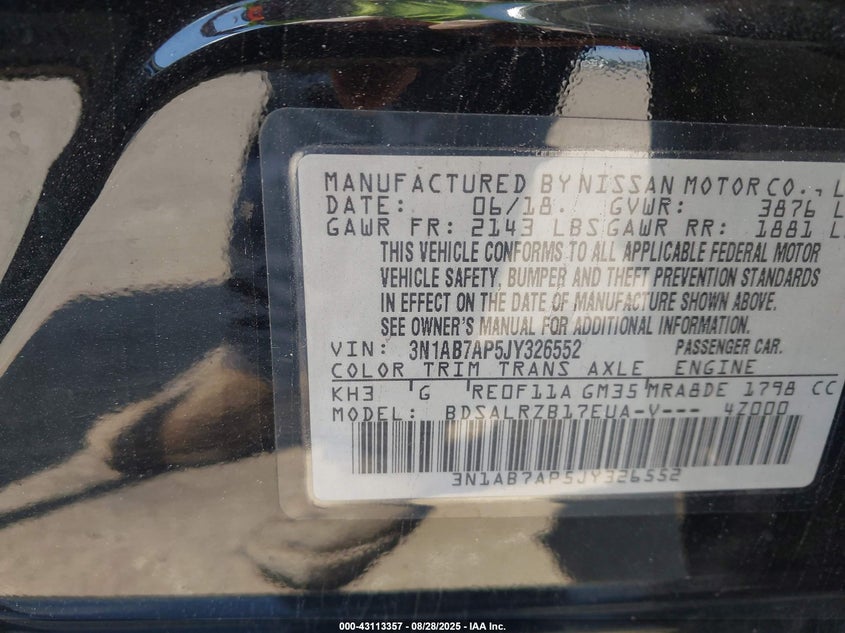 MANUFACTURED BY NISSAN MOTOR CO., L
DATE: 06/18. GVWR: 3876 L
GAWR FR: 2143 LBS GAWR RR: 1881 L
THIS VEHICLE CONFORMS TO ALL APPLICABLE FEDERAL MOTOR
VEHICLE SAFETY, BUMPER AND THEFT PREVENTION STANDARDS
IN EFFECT ON THE DATE OF MANUFACTURE SHOWN ABOVE.
SEE OWNER'S MANUAL FOR ADDITIONAL INFORMATION.
VIN: 3N1AB7AP5JY326552 PASSENGER CAR.
COLOR TRIM TRANS AXLE ENGINE
KH3 G RE0F11A GM35 MRA8DE 1798 CC
MODEL: BDSALRZB17EUA-V--- 4Z000
3N1AB7AP5JY326552
000-43113357 | 08/28/2025 - IAA Inc.